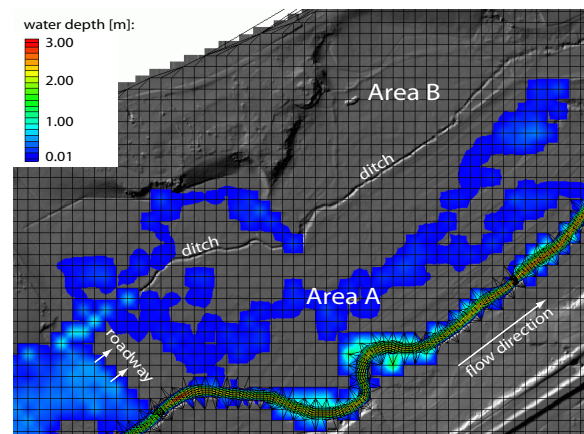 water depth [m]:
3.00
2.00
1.00
0.01
Area B
ditch
ditch
Area A
roadway
flow direction